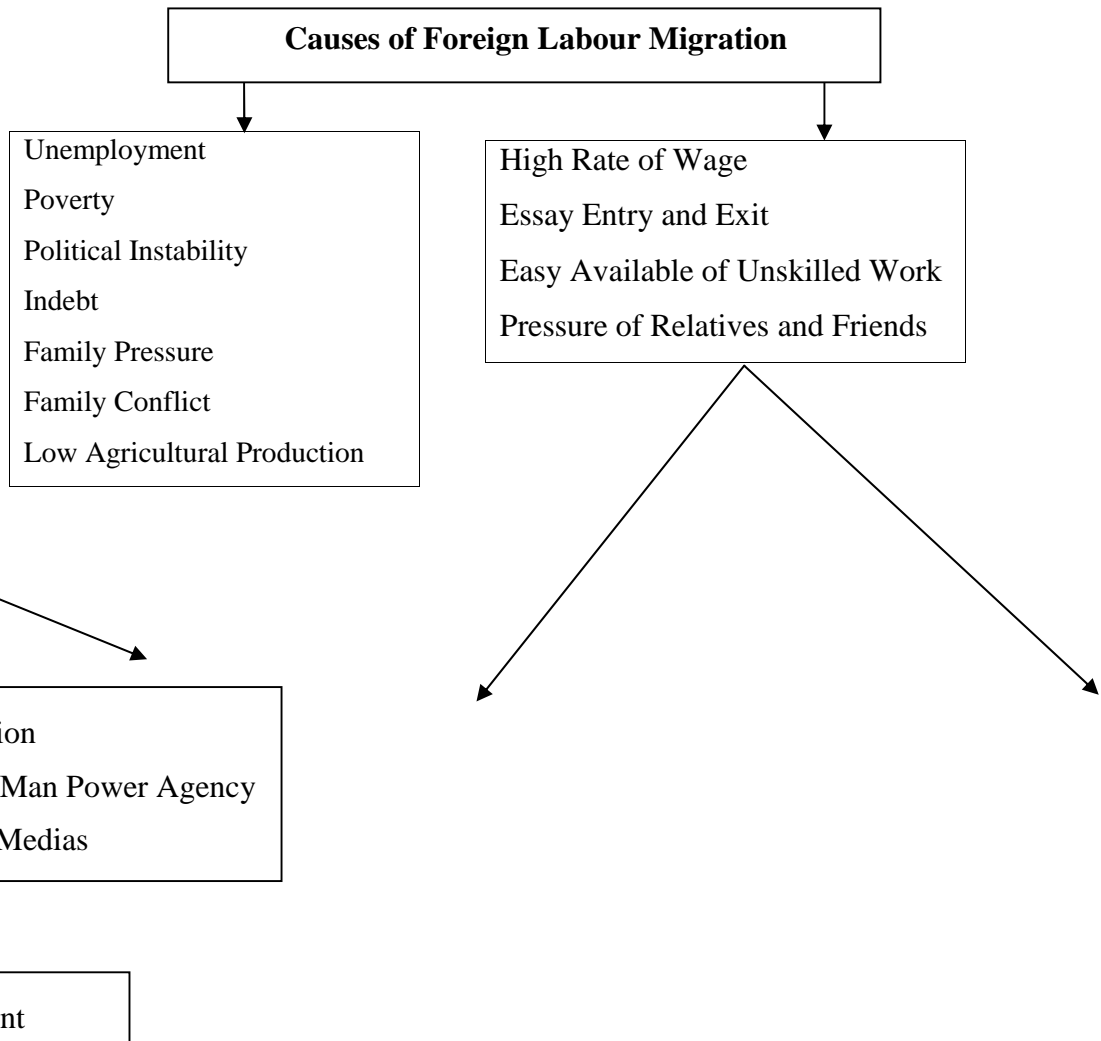 Causes of Foreign Labour Migration
Unemployment
Poverty
Political Instability
Indebt
Family Pressure
Family Conflict
Low Agricultural Production
High Rate of Wage
Essay Entry and Exit
Easy Available of Unskilled Work
Pressure of Relatives and Friends
Man Power Agency
Medias